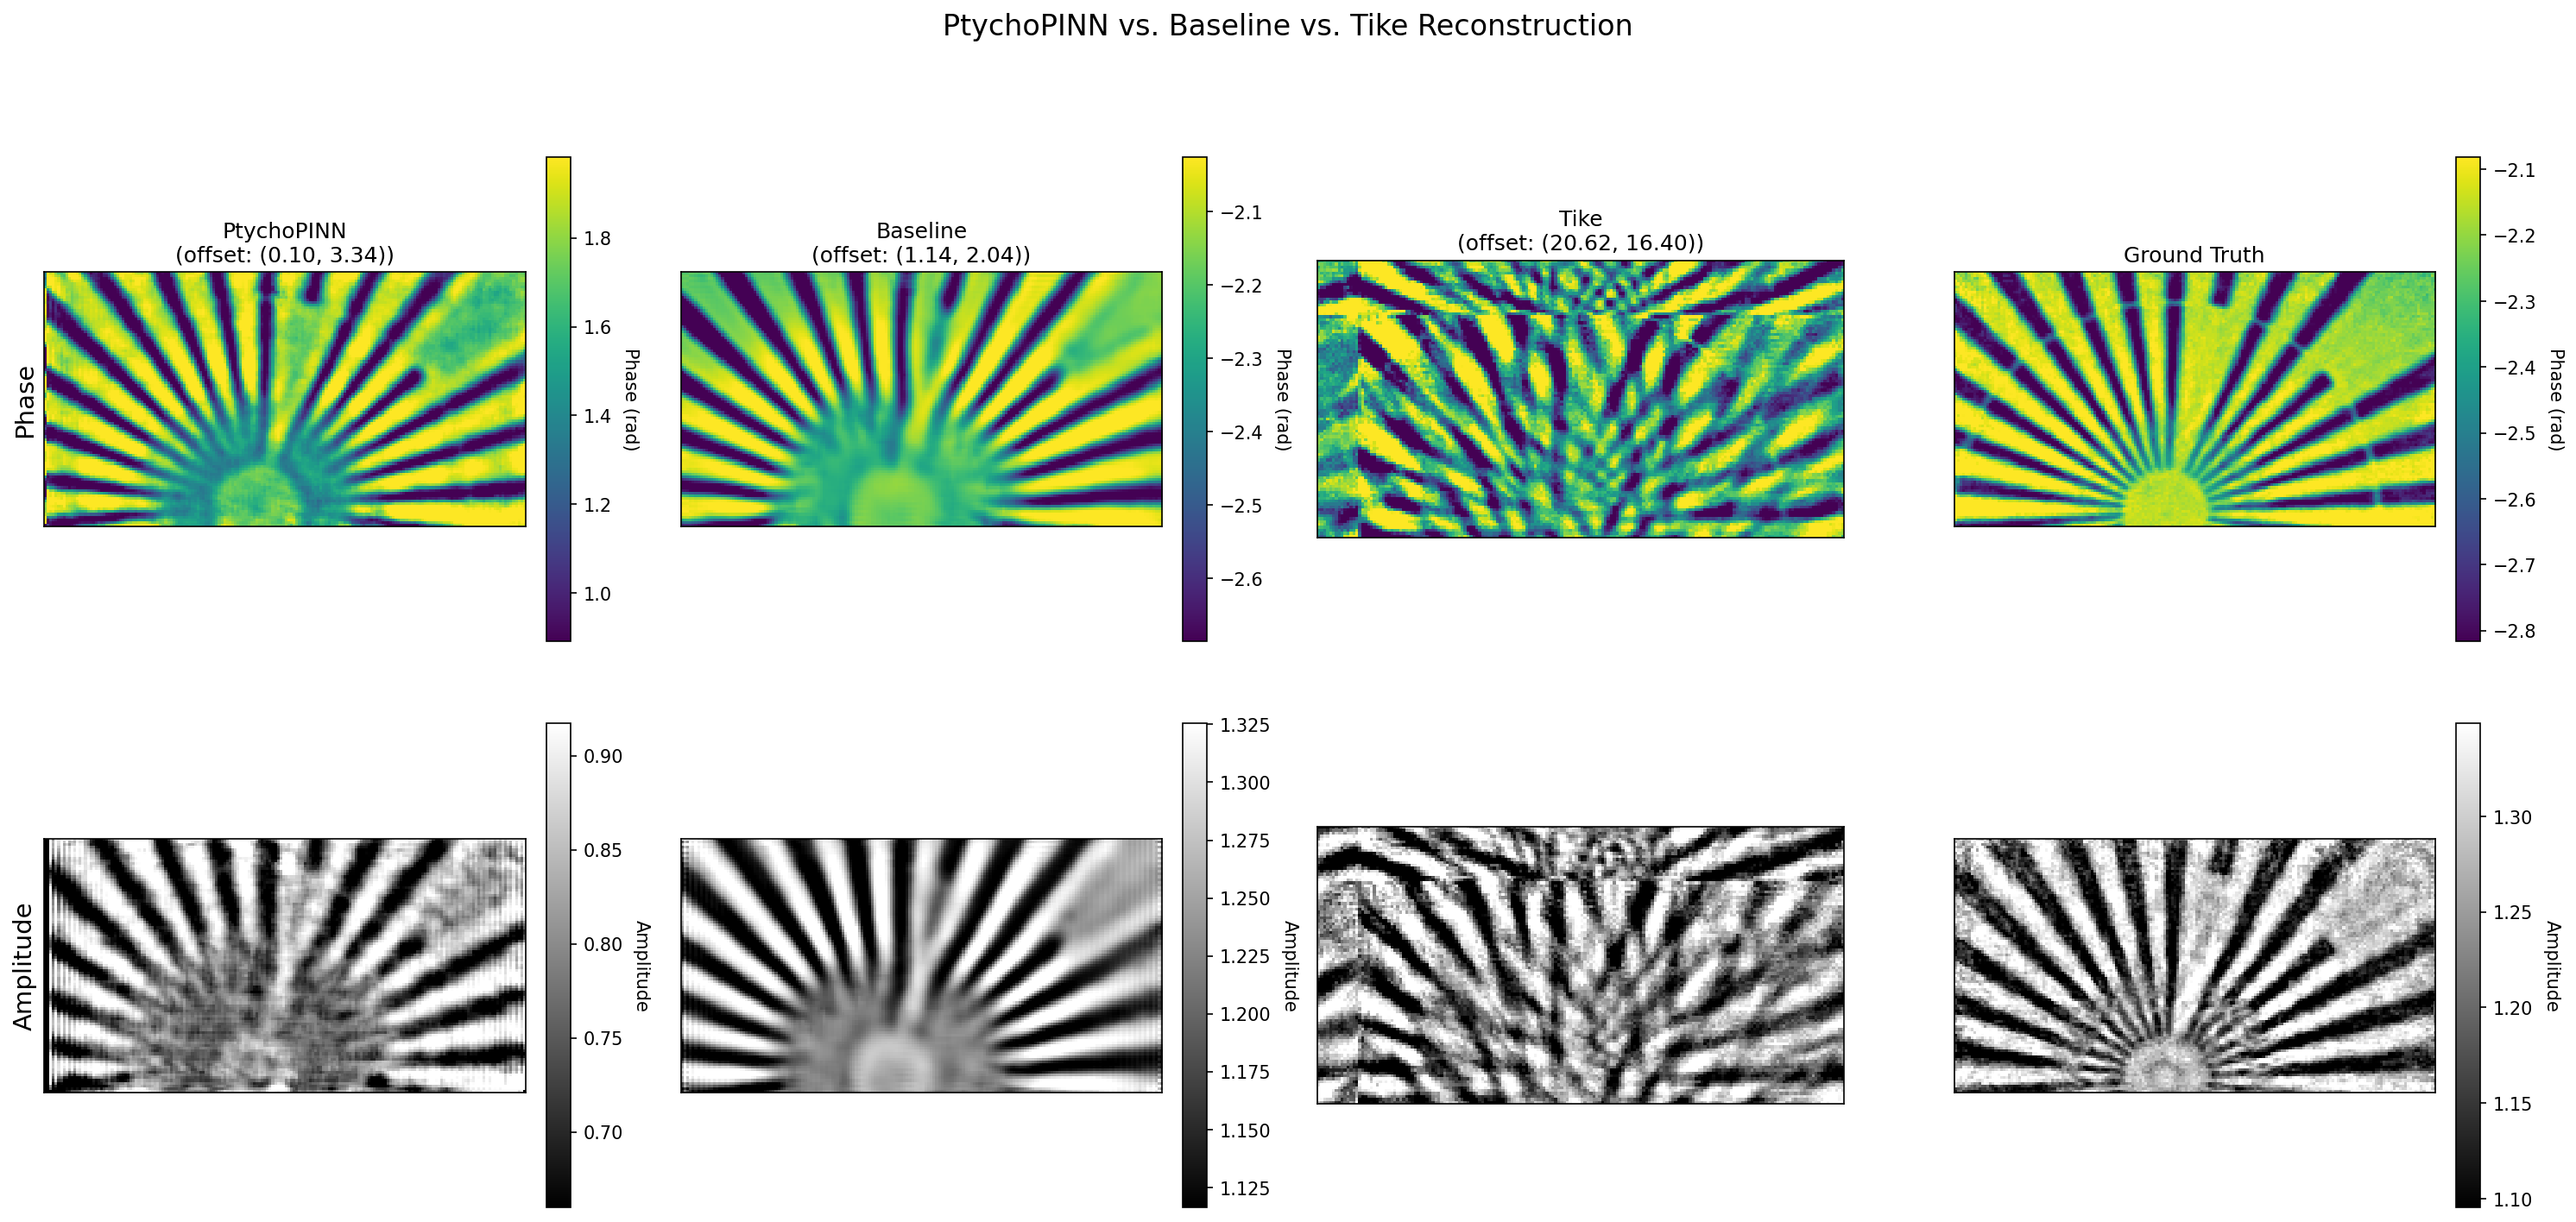 PtychoPINN vs. Baseline vs. Tike Reconstruction
PtychoPINN
(offset: (0.10, 3.34))
Baseline
(offset: (1.14, 2.04))
Tike
(offset: (20.62, 16.40))
Ground Truth
Phase
1.8
1.6
1.4
1.2
1.0
Phase (rad)
−2.1
−2.2
−2.3
−2.4
−2.5
−2.6
Phase (rad)
−2.1
−2.2
−2.3
−2.4
−2.5
−2.6
−2.7
−2.8
Phase (rad)
Amplitude
0.90
0.85
0.80
0.75
0.70
Amplitude
1.325
1.300
1.275
1.250
1.225
1.200
1.175
1.150
1.125
Amplitude
1.30
1.25
1.20
1.15
1.10
Amplitude